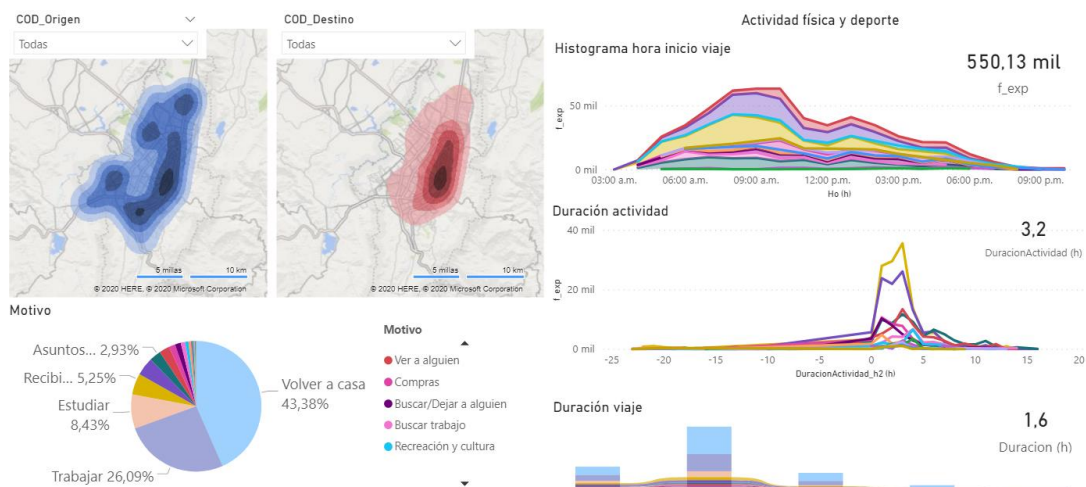 COD_Origen
Todas
COD_Destino
Todas
5 millas 10 km
© 2020 HERE, © 2020 Microsoft Corporation
5 millas 10 km
© 2020 HERE, © 2020 Microsoft Corporation
Motivo
Asuntos... 2,93%
Recibi... 5,25%
Estudiar
8,43%
Trabajar 26,09%
Volver a casa
43,38%
Motivo
Ver a alguien
Compras
Buscar/Dejar a alguien
Buscar trabajo
Recreación y cultura
Actividad física y deporte
Histograma hora inicio viaje
550,13 mil
f_exp
f_exp
50 mil
0 mil
03:00 a.m. 06:00 a.m. 09:00 a.m. 12:00 p.m. 03:00 p.m. 06:00 p.m. 09:00 p.m.
Ho (h)
Duración actividad
3,2
DuracionActividad (h)
f_exp
40 mil
20 mil
0 mil
-25 -20 -15 -10 -5 0 5 10 15 20
DuracionActividad_h2 (h)
Duración viaje
1,6
Duracion (h)